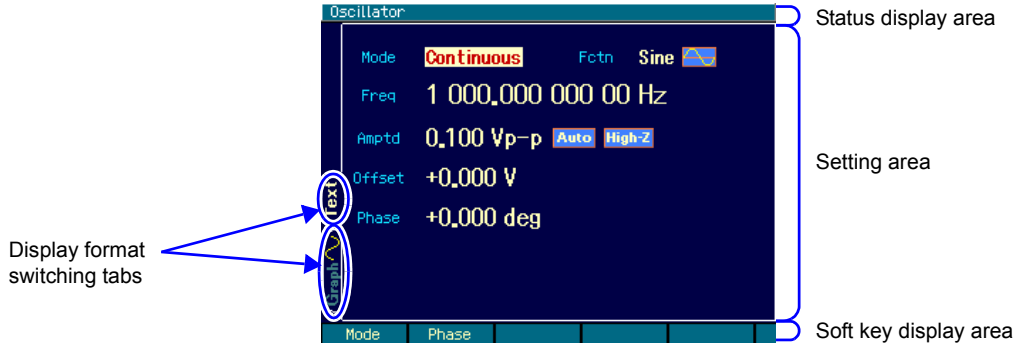 Oscillator
Status display area
Mode Continuous Fctn Sine
Freq 1 000.000 000 00 Hz
Amptd 0.100 Vp-p Auto High-Z
Setting area
Offset +0.000 V
Text
Phase +0.000 deg
Display format
switching tabs
Graph
Mode Phase
Soft key display area